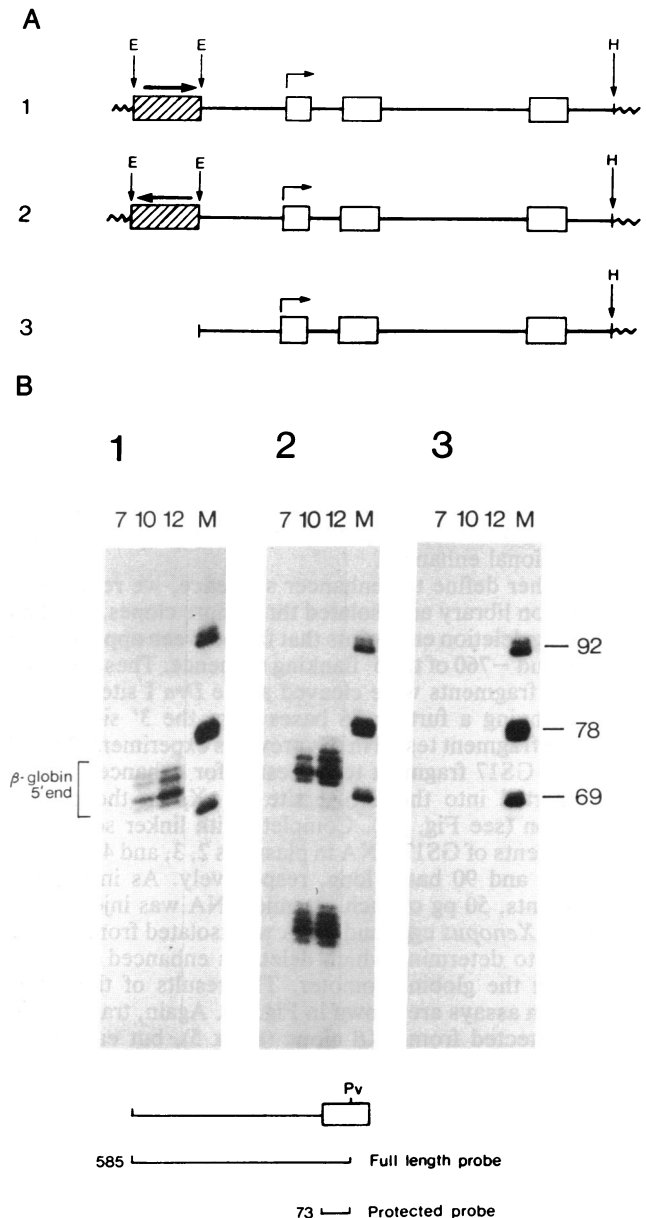 A
E E H
1
E E H
2
H
3
B
1 2 3
7 10 12 M 7 10 12 M 7 10 12 M
92
78
β-globin
5'end
69
Pv
585 Full length probe
73 Protected probe